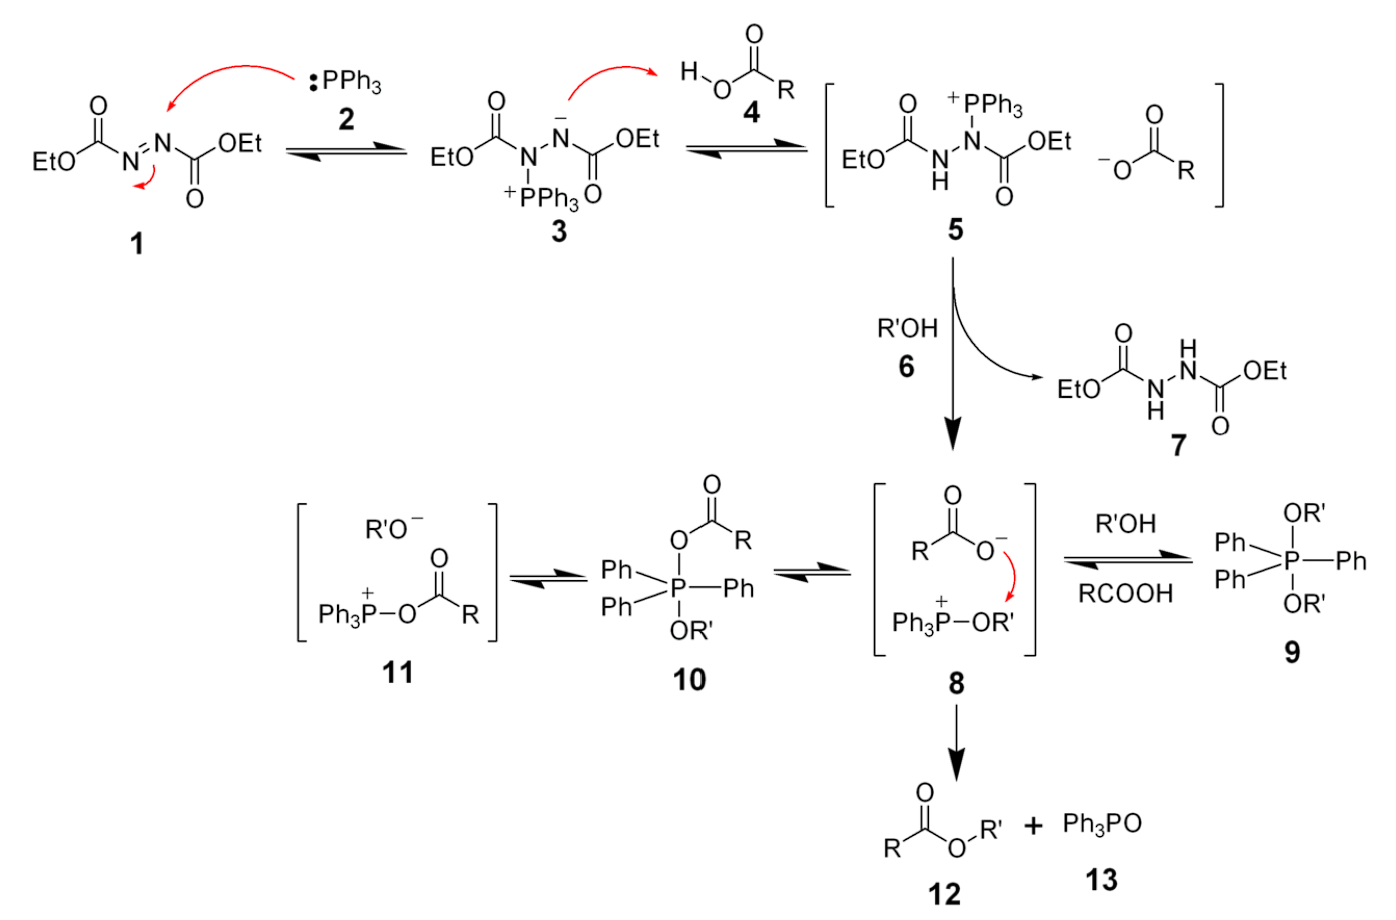 O
EtO
N
N
OEt
O
1
:PPh3
2
O
EtO
N
N
−
OEt
O
+
PPh3
3
H
O
O
R
4
O
EtO
N
H
N
+
PPh3
OEt
O
−
O
O
R
5
R'OH
6
O
EtO
N
H
H
N
OEt
O
7
R'O−
+
Ph3P
O
O
R
11
O
O
R
Ph
Ph
P
Ph
OR'
10
O
R
O−
+
Ph3P
OR'
8
R'OH
RCOOH
OR'
Ph
Ph
P
Ph
OR'
9
O
R
O
R'
12
+
Ph3PO
13